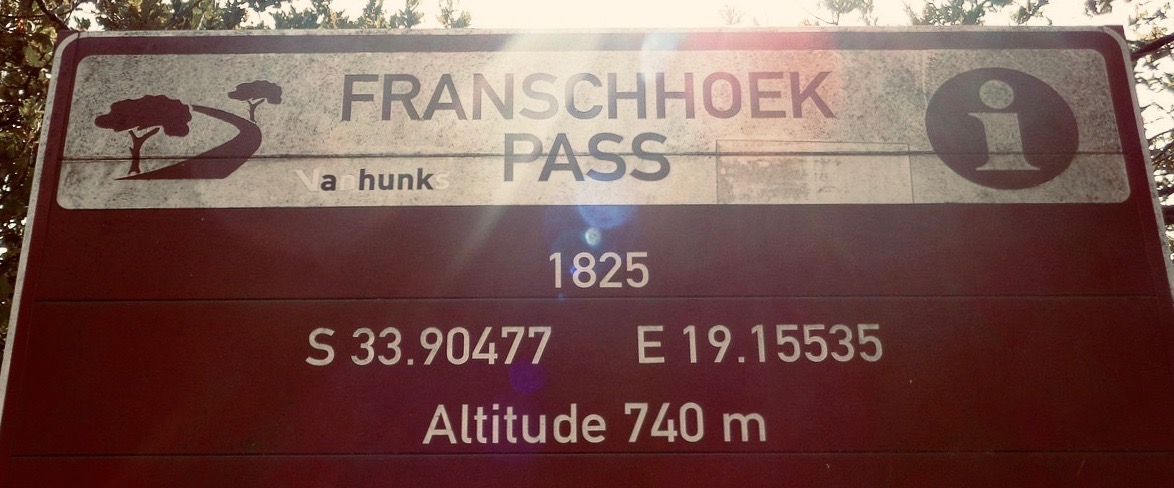 FRANSCHHOEK
PASS
Vanhunks
i
1825
S 33.90477 E 19.15535
Altitude 740 m